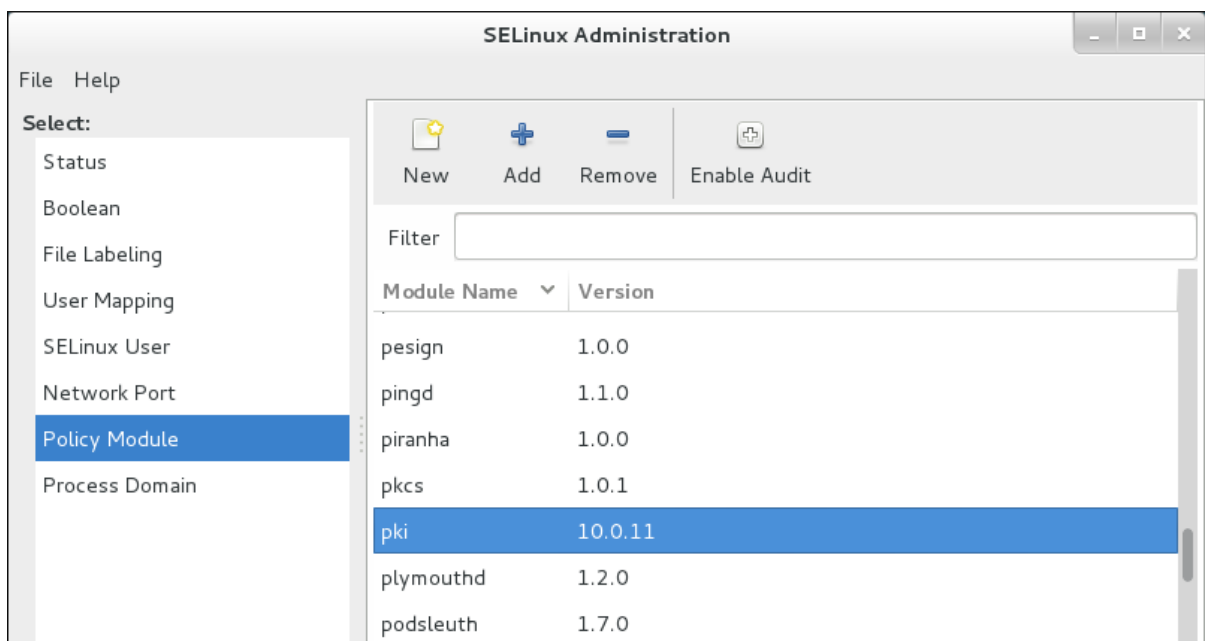 SELinux Administration
File Help
Select:
Status
Boolean
File Labeling
User Mapping
SELinux User
Network Port
Policy Module
Process Domain
New Add Remove Enable Audit
Filter
Module Name Version
pesign 1.0.0
pingd 1.1.0
piranha 1.0.0
pkcs 1.0.1
pki 10.0.11
plymouthd 1.2.0
podsleuth 1.7.0